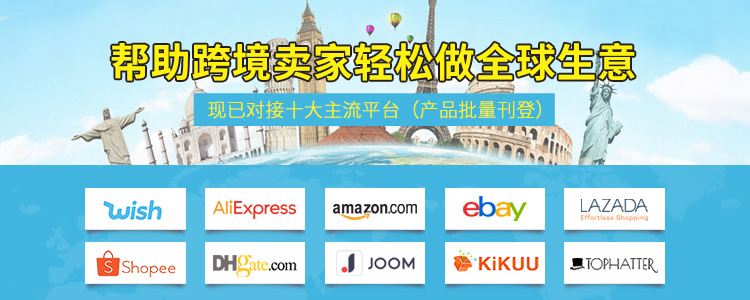 帮助跨境卖家轻松做全球生意
现已对接十大主流平台（产品批量刊登）
wish
AliExpress
amazon.com
ebay
LAZADA
Effortless Shopping
S Shopee
DHgate.com
J JOOM
KiKUU
TOPHATTER